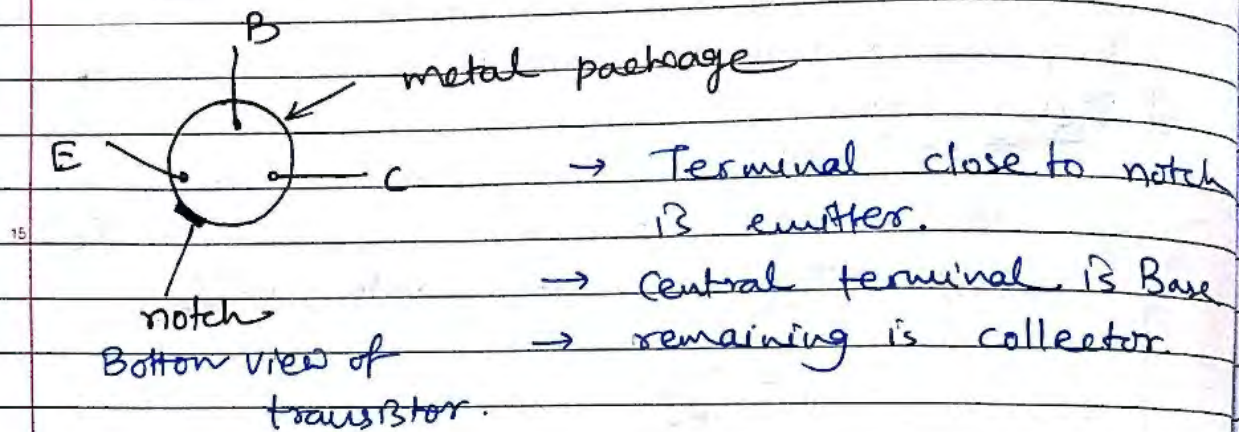 B
metal package
E
C
→ Terminal close to notch
is emitter.
15
→ Central terminal is Base
notch
→ remaining is collector
Bottom view of
transistor.